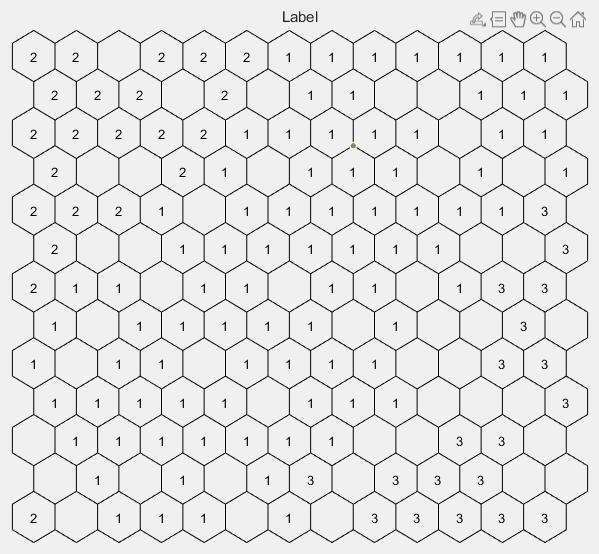 Label
2 2 2 2 2 1 1 1 1 1 1 1
2 2 2 2 1 1 1 1 1
2 2 2 2 2 1 1 1 1 1 1 1
2 2 1 1 1 1 1 1
2 2 2 1 1 1 1 1 1 1 1 3
2 1 1 1 1 1 1 1 3
2 1 1 1 1 1 1 1 3 3
1 1 1 1 1 1 1 3
1 1 1 1 1 1 1 3 3
1 1 1 1 1 1 1 1 3
1 1 1 1 1 1 1 3 3
1 1 1 3 3 3 3
2 1 1 1 1 3 3 3 3 3